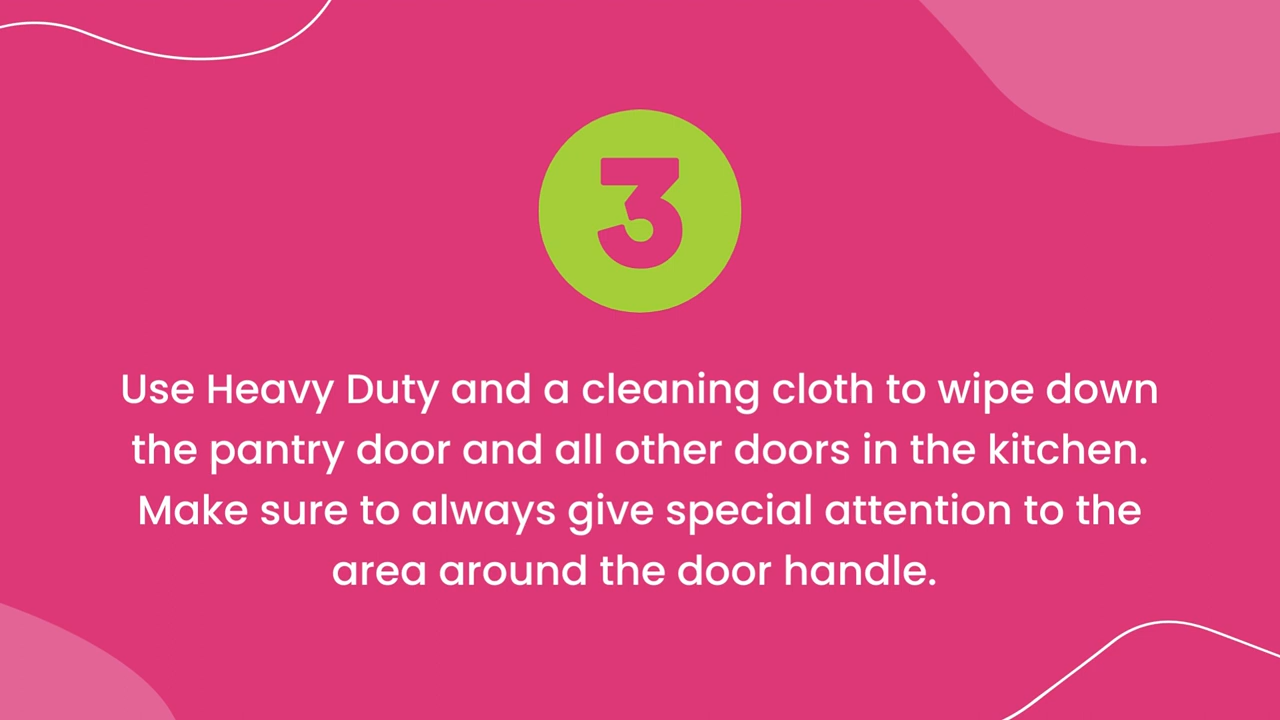 3
Use Heavy Duty and a cleaning cloth to wipe down
the pantry door and all other doors in the kitchen.
Make sure to always give special attention to the
area around the door handle.